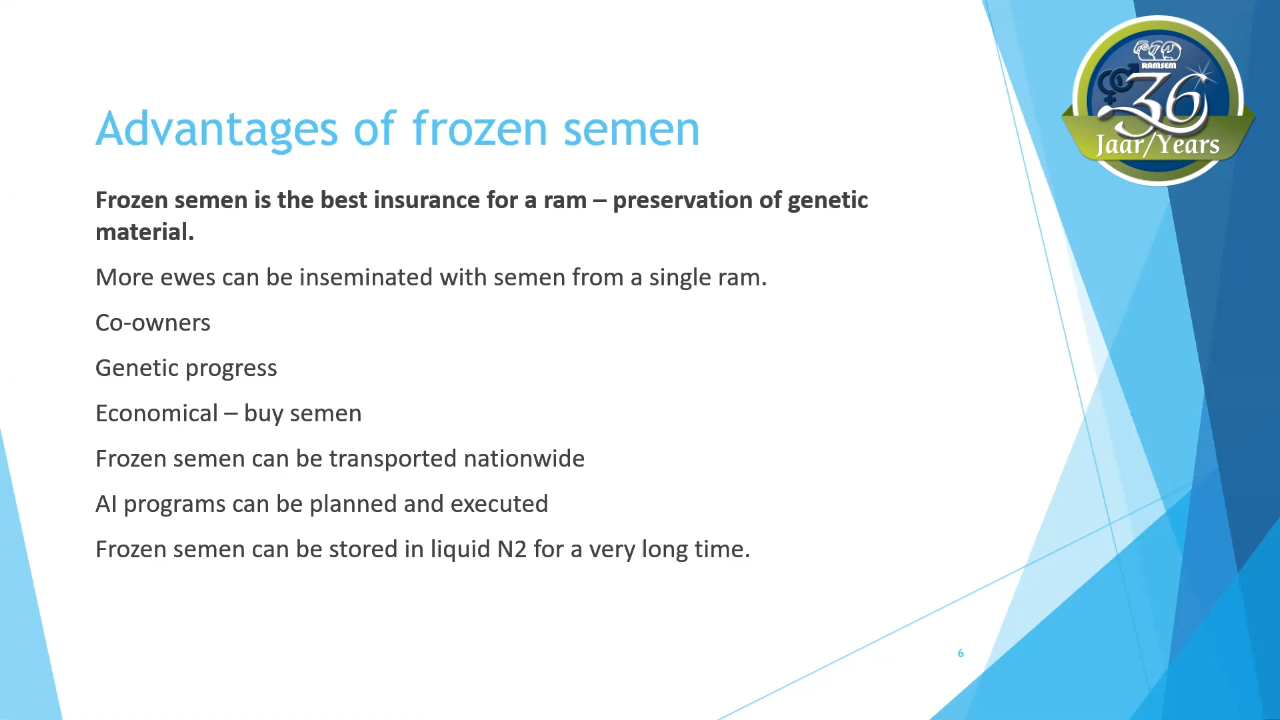 RAMSEM
36
Jaar/Years
Advantages of frozen semen
Frozen semen is the best insurance for a ram – preservation of genetic
material.
More ewes can be inseminated with semen from a single ram.
Co-owners
Genetic progress
Economical – buy semen
Frozen semen can be transported nationwide
AI programs can be planned and executed
Frozen semen can be stored in liquid N2 for a very long time.
6